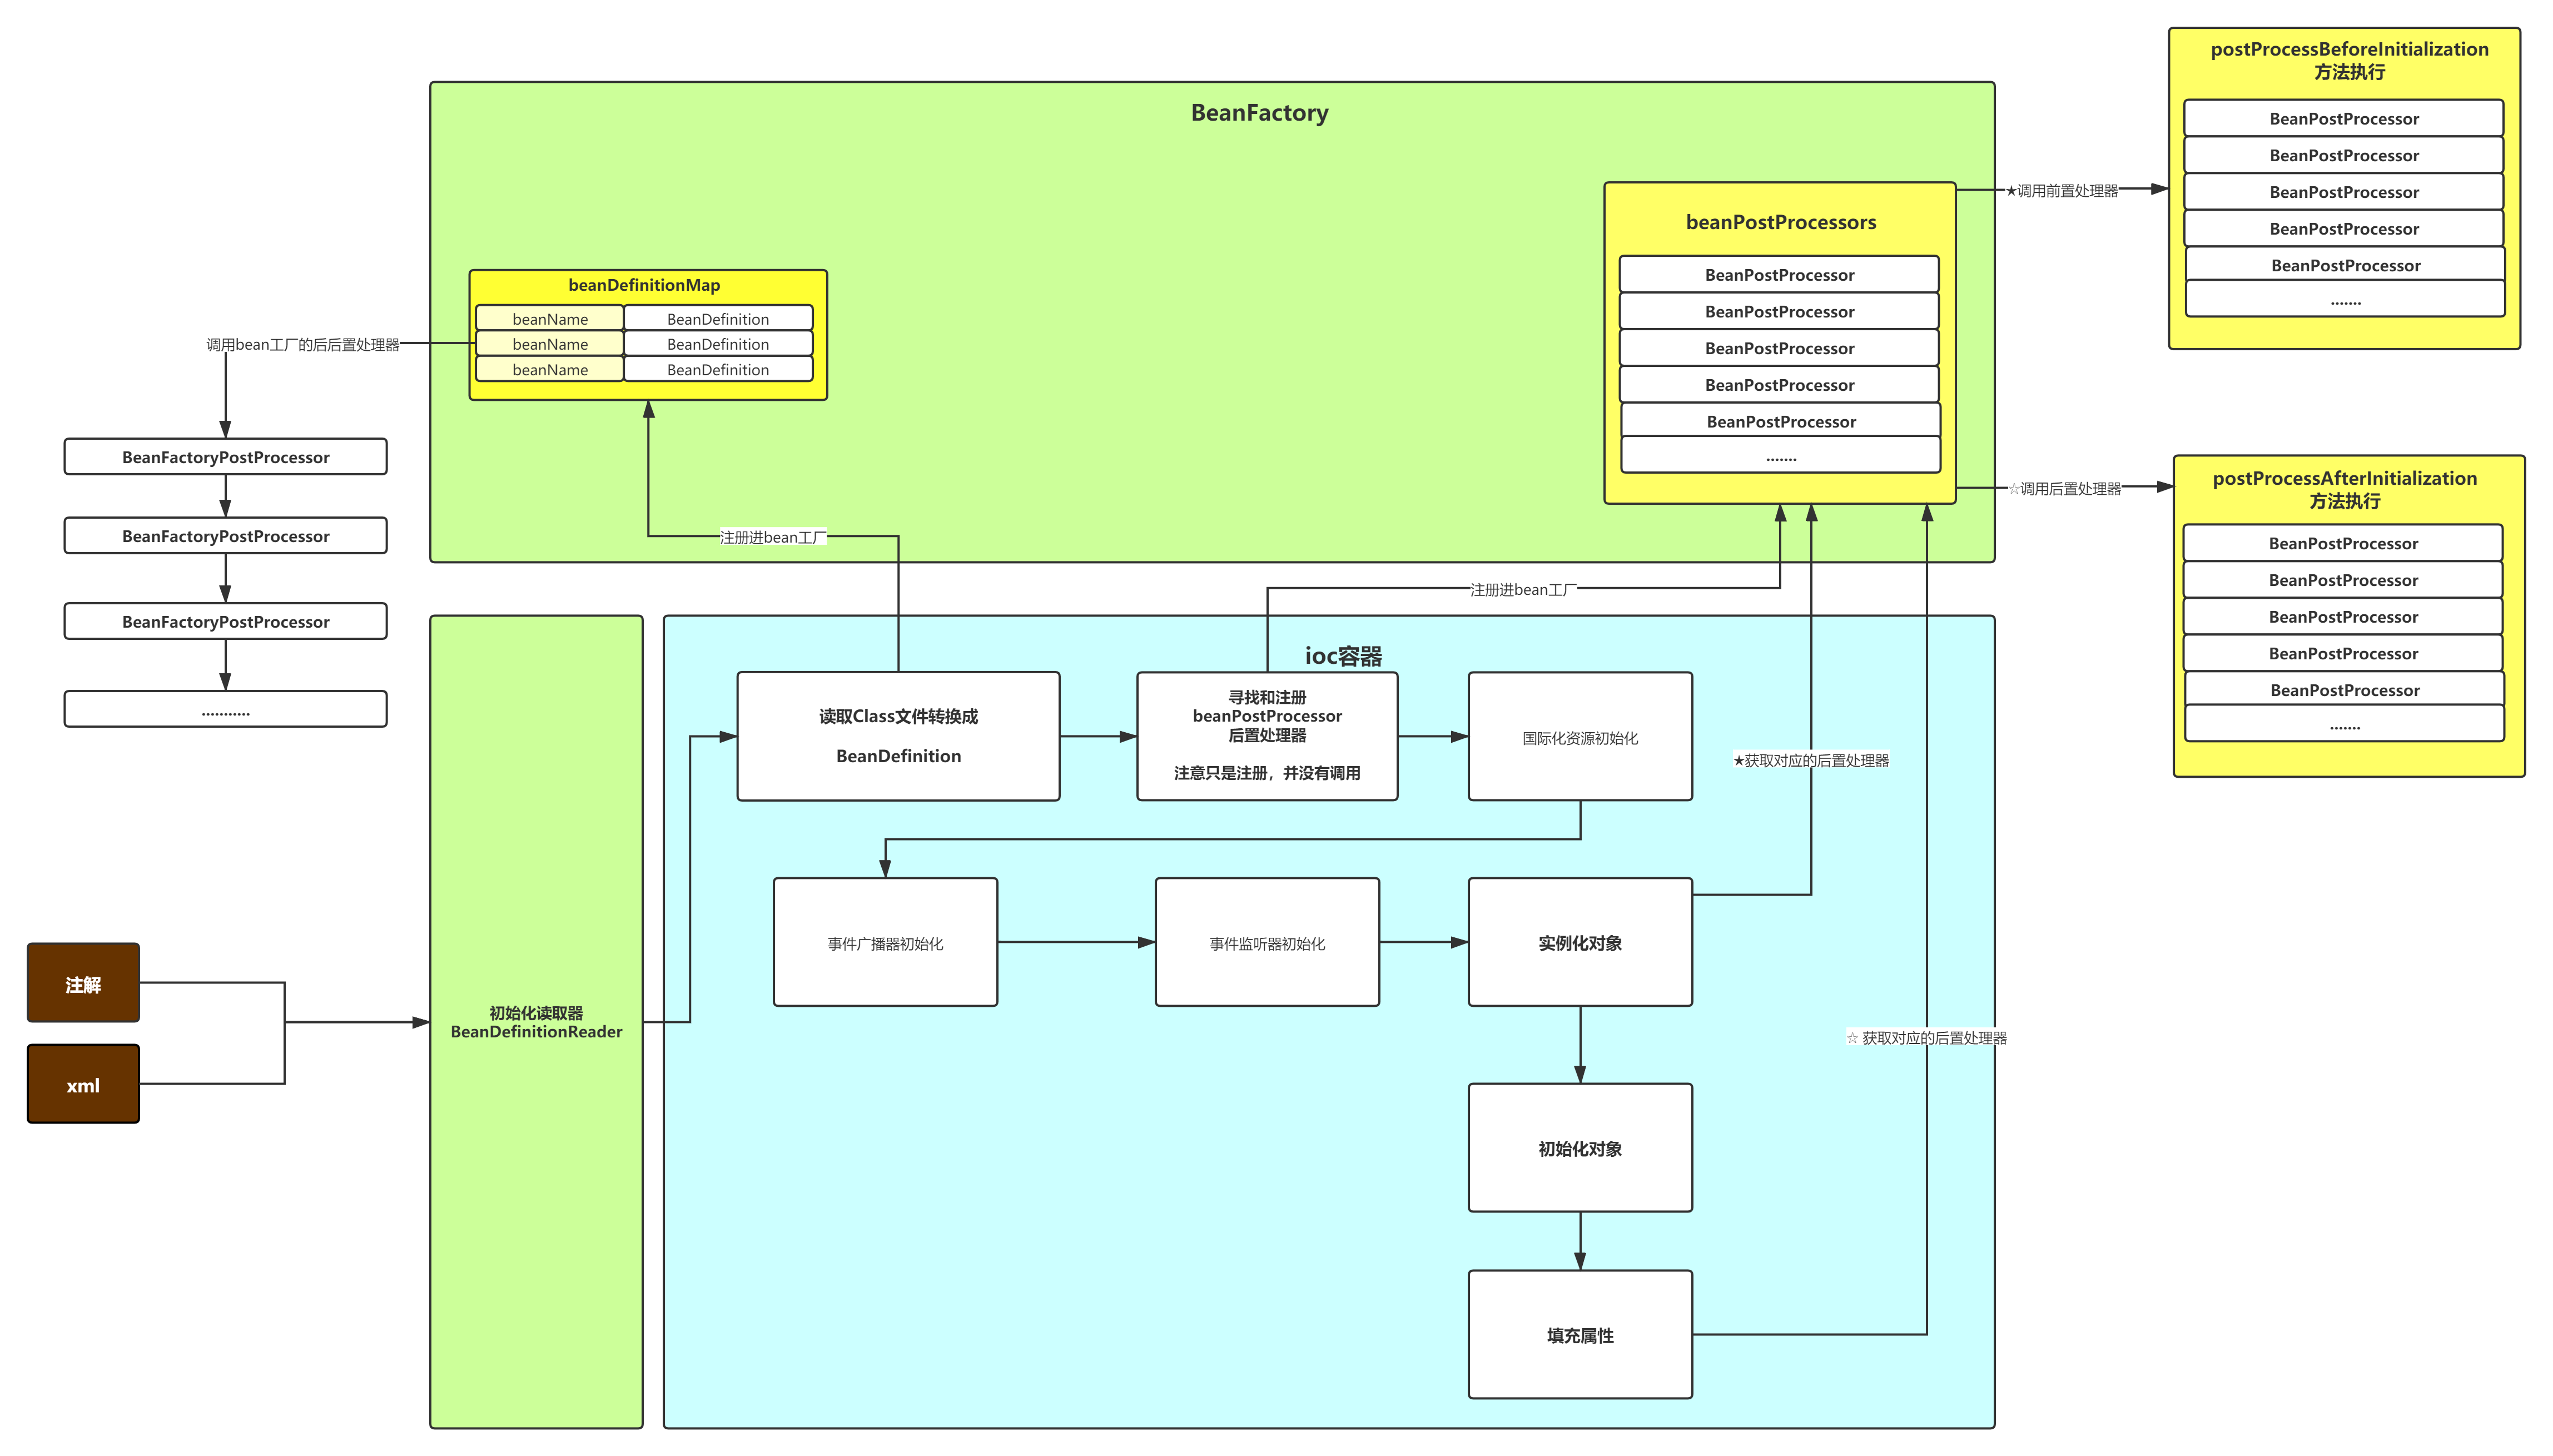 BeanFactory
beanDefinitionMap
beanName
BeanDefinition
beanName
BeanDefinition
beanName
BeanDefinition
beanPostProcessors
BeanPostProcessor
BeanPostProcessor
BeanPostProcessor
BeanPostProcessor
BeanPostProcessor
.......
postProcessBeforeInitialization
方法执行
BeanPostProcessor
BeanPostProcessor
BeanPostProcessor
BeanPostProcessor
BeanPostProcessor
.......
★调用前置处理器
postProcessAfterInitialization
方法执行
BeanPostProcessor
BeanPostProcessor
BeanPostProcessor
BeanPostProcessor
BeanPostProcessor
.......
☆调用后置处理器
调用bean工厂的后后置处理器
BeanFactoryPostProcessor
BeanFactoryPostProcessor
BeanFactoryPostProcessor
...........
注册进bean工厂
注册进bean工厂
ioc容器
读取Class文件转换成
BeanDefinition
寻找和注册
beanPostProcessor
后置处理器
注意只是注册，并没有调用
国际化资源初始化
★获取对应的后置处理器
事件广播器初始化
事件监听器初始化
实例化对象
☆ 获取对应的后置处理器
初始化对象
填充属性
注解
xml
初始化读取器
BeanDefinitionReader